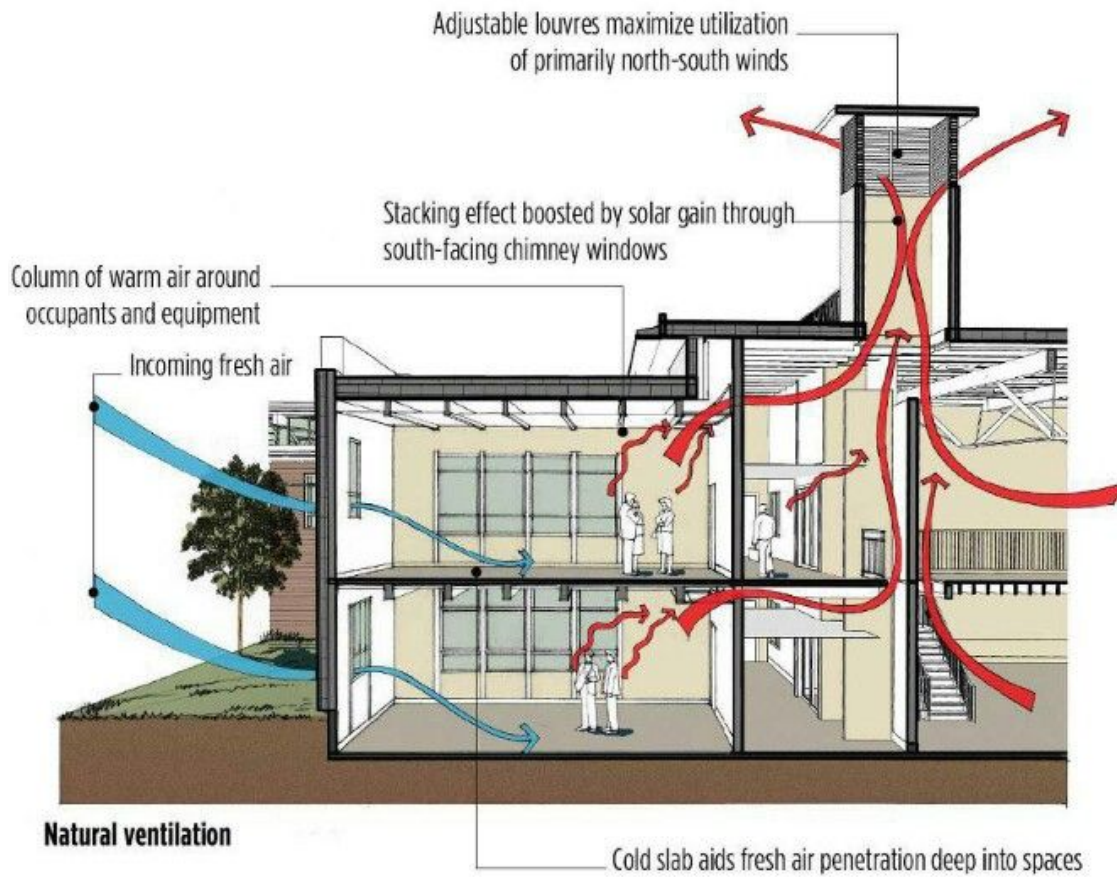 Adjustable louvres maximize utilization
of primarily north-south winds
Stacking effect boosted by solar gain through
south-facing chimney windows
Column of warm air around
occupants and equipment
Incoming fresh air
Natural ventilation
Cold slab aids fresh air penetration deep into spaces